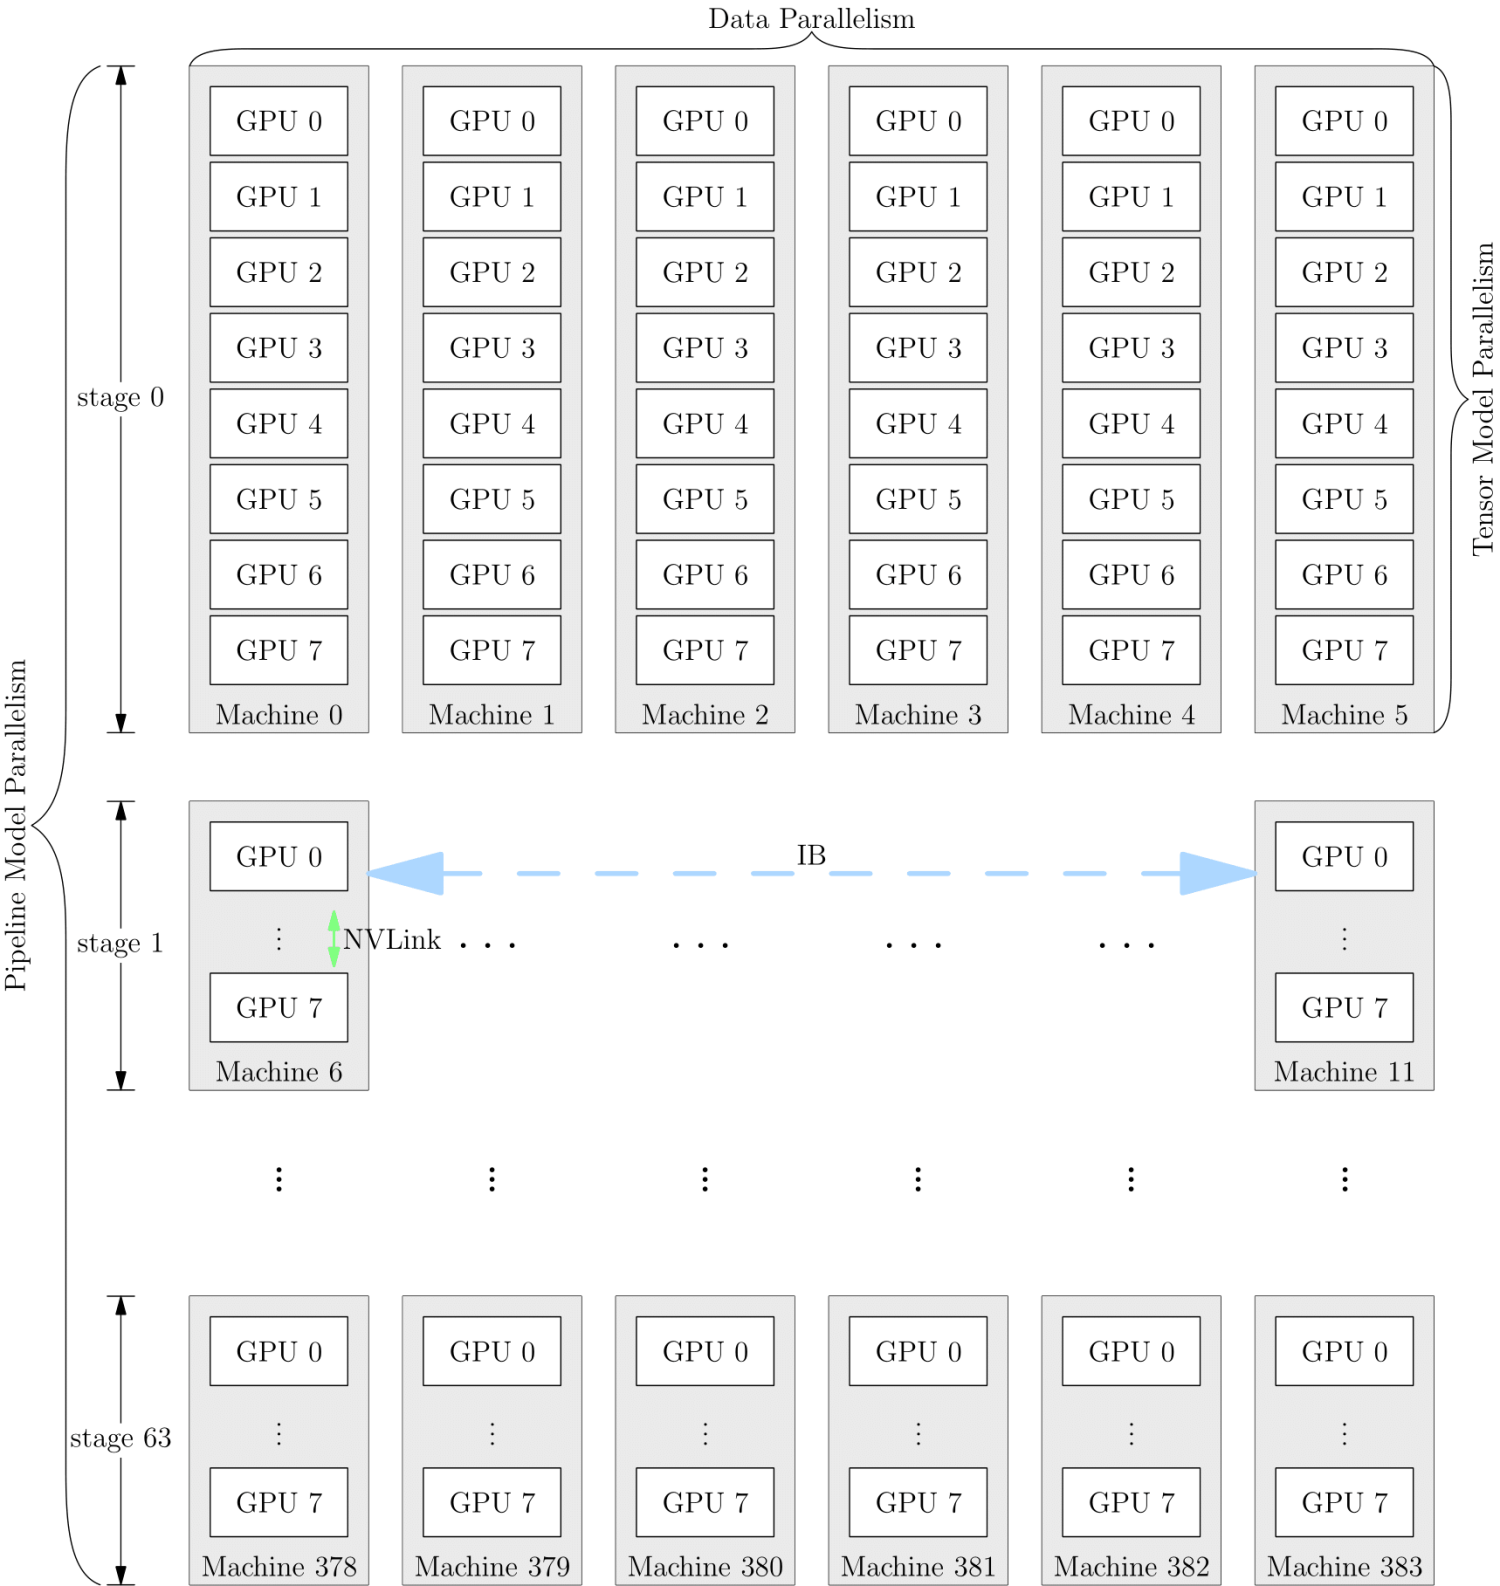 Data Parallelism
GPU 0 GPU 0 GPU 0 GPU 0 GPU 0 GPU 0
GPU 1 GPU 1 GPU 1 GPU 1 GPU 1 GPU 1
GPU 2 GPU 2 GPU 2 GPU 2 GPU 2 GPU 2
GPU 3 GPU 3 GPU 3 GPU 3 GPU 3 GPU 3
stage 0
GPU 4 GPU 4 GPU 4 GPU 4 GPU 4 GPU 4
GPU 5 GPU 5 GPU 5 GPU 5 GPU 5 GPU 5
GPU 6 GPU 6 GPU 6 GPU 6 GPU 6 GPU 6
GPU 7 GPU 7 GPU 7 GPU 7 GPU 7 GPU 7
Machine 0 Machine 1 Machine 2 Machine 3 Machine 4 Machine 5
Tensor Model Parallelism
Pipeline Model Parallelism
GPU 0 IB GPU 0
stage 1 ⋮ NVLink . . . . . . . . . . . . ⋮
GPU 7 GPU 7
Machine 6 Machine 11
⋮ ⋮ ⋮ ⋮ ⋮ ⋮
GPU 0 GPU 0 GPU 0 GPU 0 GPU 0 GPU 0
stage 63 ⋮ ⋮ ⋮ ⋮ ⋮ ⋮
GPU 7 GPU 7 GPU 7 GPU 7 GPU 7 GPU 7
Machine 378 Machine 379 Machine 380 Machine 381 Machine 382 Machine 383